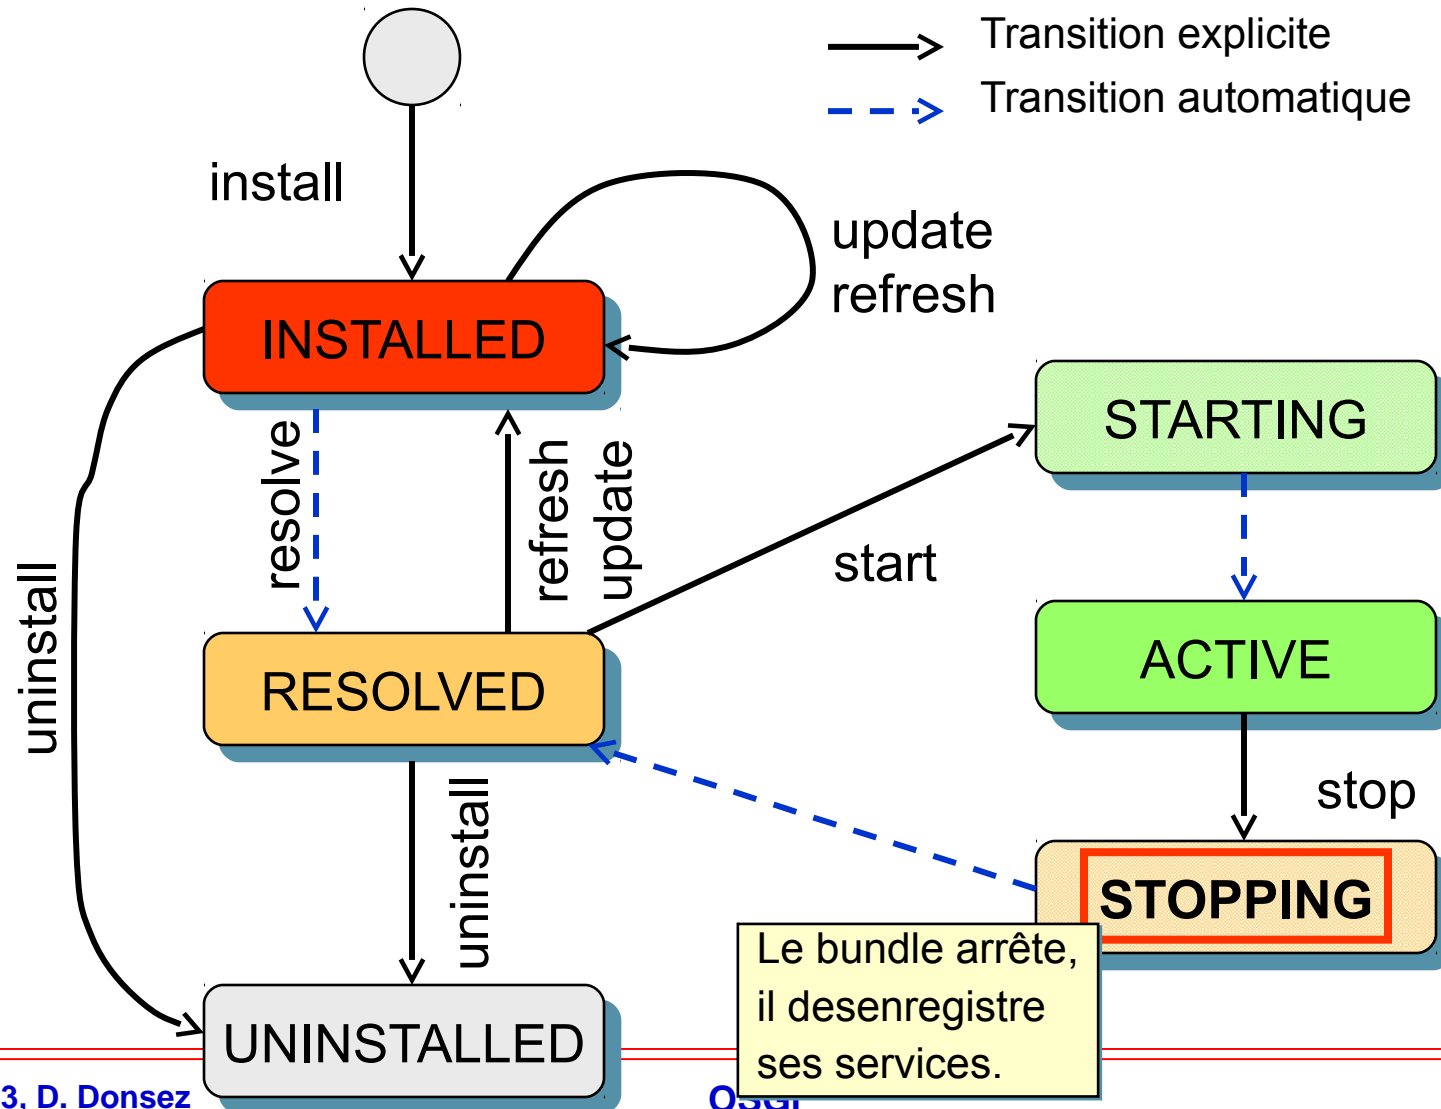 Transition explicite
Transition automatique
install
update
refresh
INSTALLED
STARTING
resolve
refresh
update
start
uninstall
RESOLVED
ACTIVE
uninstall
stop
STOPPING
Le bundle arrête,
il desenregistre
ses services.
UNINSTALLED
3, D. Donsez
OSGi